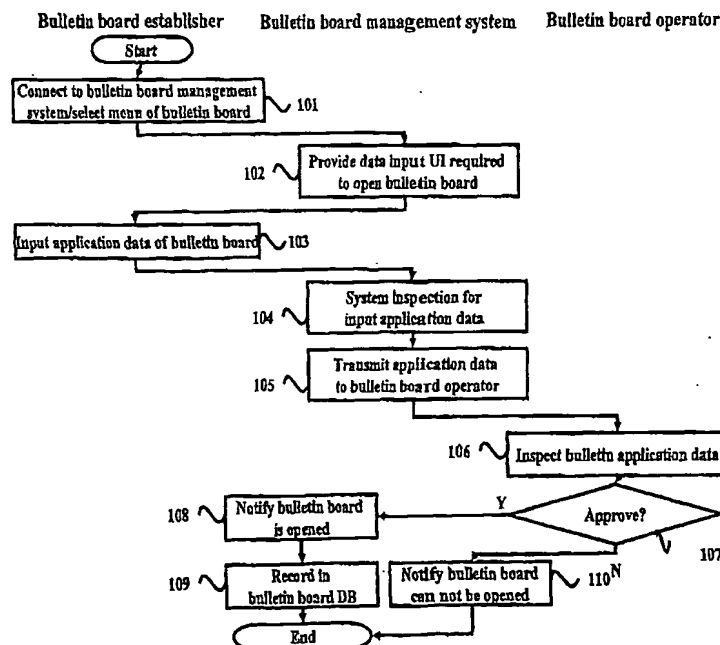 Bulletin board establisher
Bulletin board management system
Bulletin board operator
Start
Connect to bulletin board management
system/select menu of bulletin board
101
102
Provide data input UI required
to open bulletin board
Input application data of bulletin board
103
104
System Inspection for
input application data
105
Transmit application data
to bulletin board operator
106
Inspect bulletin application data
108
Notify bulletin board
is opened
Y
Approve?
107
109
Record in
bulletin board DB
Notify bulletin board
can not be opened
110
N
End